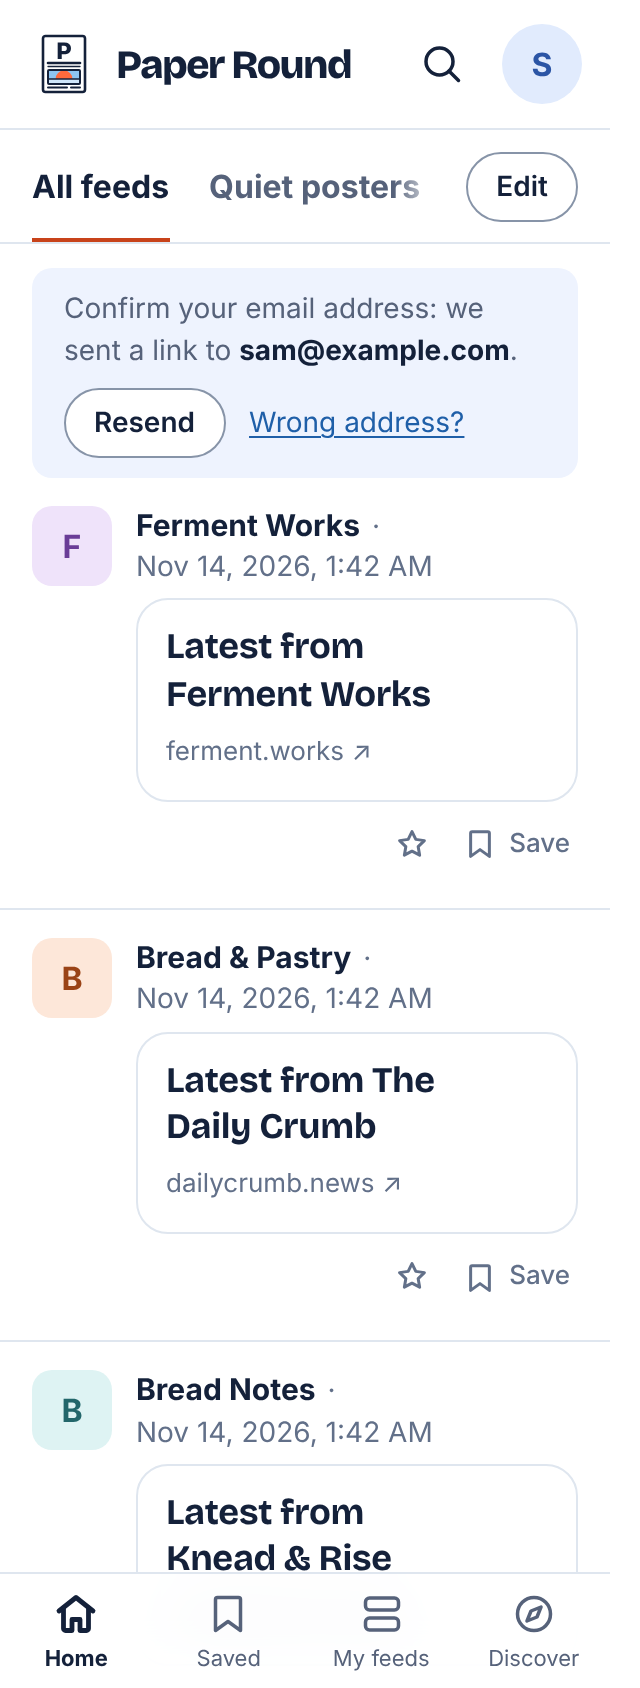 P
Paper Round
S
All feeds
Quiet posters
Edit
Confirm your email address: we
sent a link to sam@example.com.
Resend
Wrong address?
F
Ferment Works ·
Nov 14, 2026, 1:42 AM
Latest from
Ferment Works
ferment.works ↗
Save
B
Bread & Pastry ·
Nov 14, 2026, 1:42 AM
Latest from The
Daily Crumb
dailycrumb.news ↗
Save
B
Bread Notes ·
Nov 14, 2026, 1:42 AM
Latest from
Knead & Rise
Home
Saved
My feeds
Discover